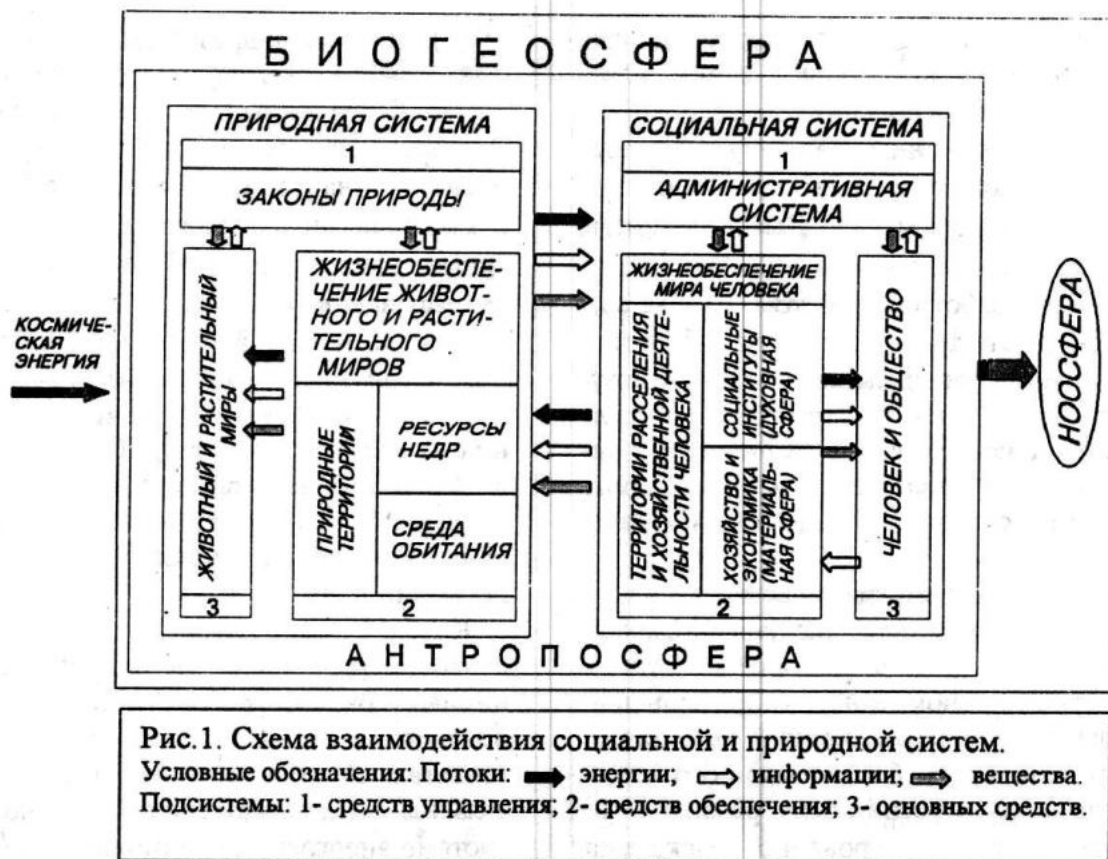 БИОГЕОСФЕРА
ПРИРОДНАЯ СИСТЕМА
1
ЗАКОНЫ ПРИРОДЫ
ЖИВОТНЫЙ И РАСТИТЕЛЬНЫЙ
МИРЫ
3
ЖИЗНЕОБЕСПЕ-
ЧЕНИЕ ЖИВОТ-
НОГО И РАСТИ-
ТЕЛЬНОГО
МИРОВ
ПРИРОДНЫЕ
ТЕРРИТОРИИ
РЕСУРСЫ
НЕДР
СРЕДА
ОБИТАНИЯ
2
СОЦИАЛЬНАЯ СИСТЕМА
1
АДМИНИСТРАТИВНАЯ
СИСТЕМА
ЖИЗНЕОБЕСПЕЧЕНИЕ
МИРА ЧЕЛОВЕКА
ТЕРРИТОРИИ РАССЕЛЕНИЯ
И ХОЗЯЙСТВЕННОЙ ДЕЯТЕ-
ЛЬНОСТИ ЧЕЛОВЕКА
СОЦИАЛЬНЫЕ
ИНСТИТУТЫ
(ДУХОВНАЯ
СФЕРА)
ХОЗЯЙСТВО И
ЭКОНОМИКА
(МАТЕРИАЛЬ-
НАЯ СФЕРА)
2
ЧЕЛОВЕК И ОБЩЕСТВО
3
КОСМИЧЕ-
СКАЯ
ЭНЕРГИЯ
НООСФЕРА
АНТРОПОСФЕРА
Рис.1. Схема взаимодействия социальной и природной систем.
Условные обозначения: Потоки: энергии; информации; вещества.
Подсистемы: 1- средств управления; 2- средств обеспечения; 3- основных средств.